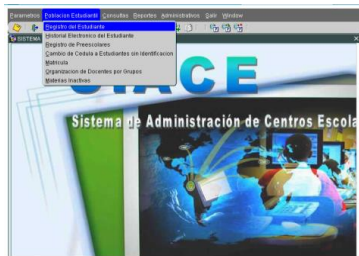 Parametros Poblacion Estudiantil Consultas Reportes Administrativos Salir Window
Registro del Estudiante
Historial Electronico del Estudiante
Registro de Preescolares
Cambio de Cedula a Estudiantes sin Identificacion
Matricula
Organizacion de Docentes por Grupos
Materias Inactivas
SISTEMA
SIACE
Sistema de Administración de Centros Escola